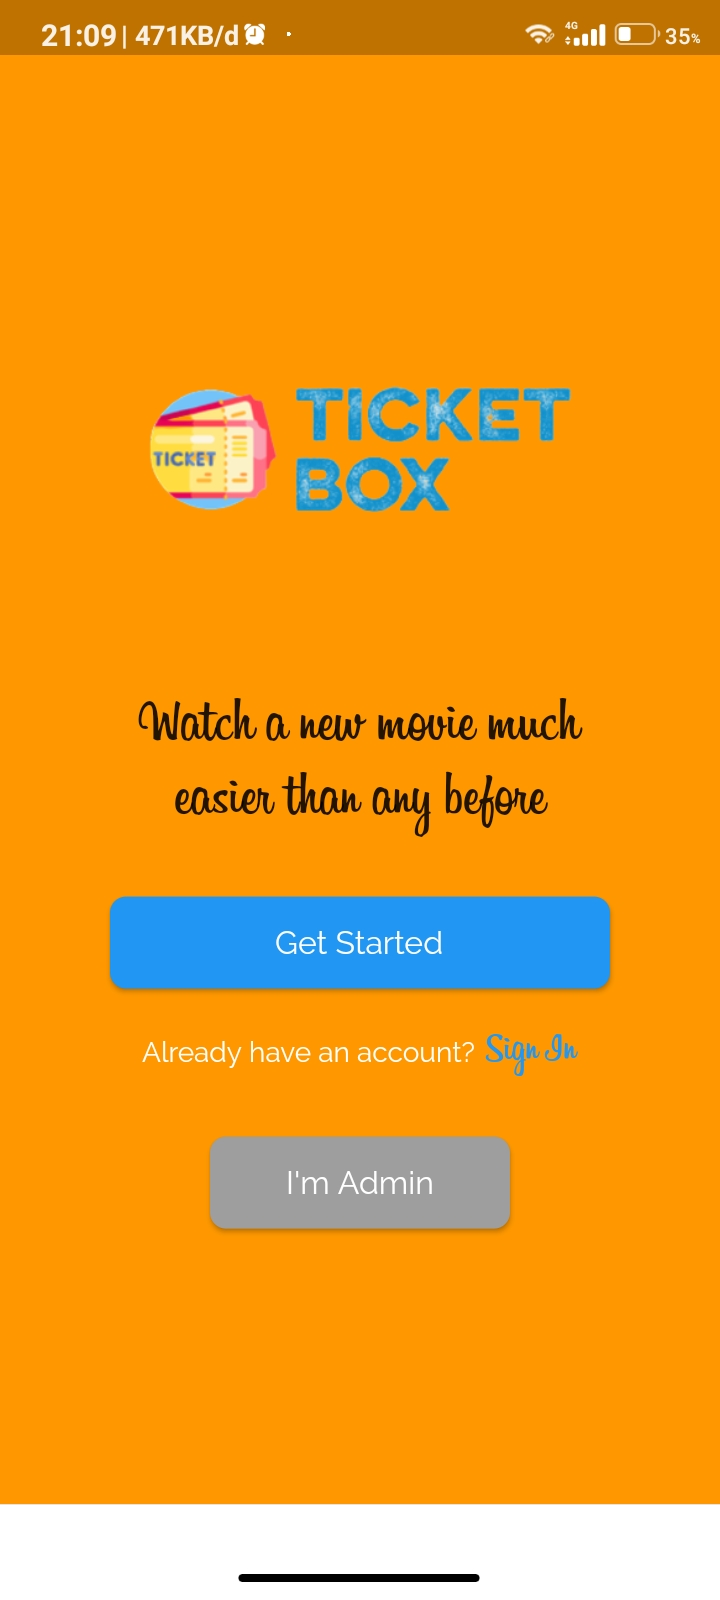 21:09 | 471KB/d
4G
35%
TICKET
TICKET
BOX
Watch a new movie much
easier than any before
Get Started
Already have an account? Sign In
I'm Admin